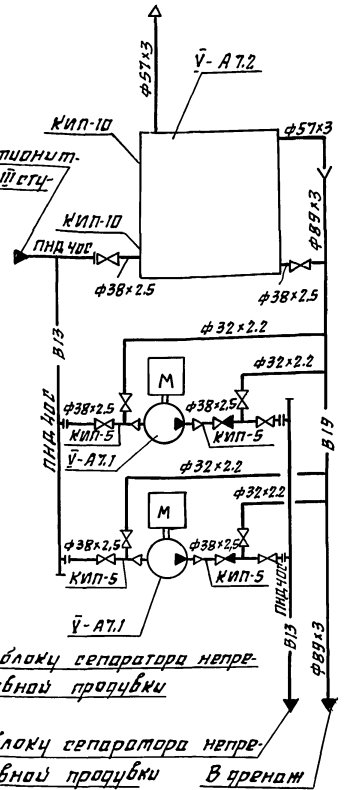 ф57×3
V-А7.2
ф57×3
КИП-10
ф89×3
III сту-
КИП-10
ПНД 40С
ф38×2.5
ф38×2.5
В13
ф32×2.2
ф32×2.2
М
ф38×2,5
ф38×2,5
КИП-5
КИП-5
ПНД 40С
V-А7.1
В19
ф32×2.2
ф32×2.2
М
ф38×2,5
ф38×2,5
КИП-5
КИП-5
ПНД 40С
V-А7.1
В13
ф89×3
блоку сепаратора непре-
вной продувки
блоку сепаратора непре-
вной продувки
В дренаж